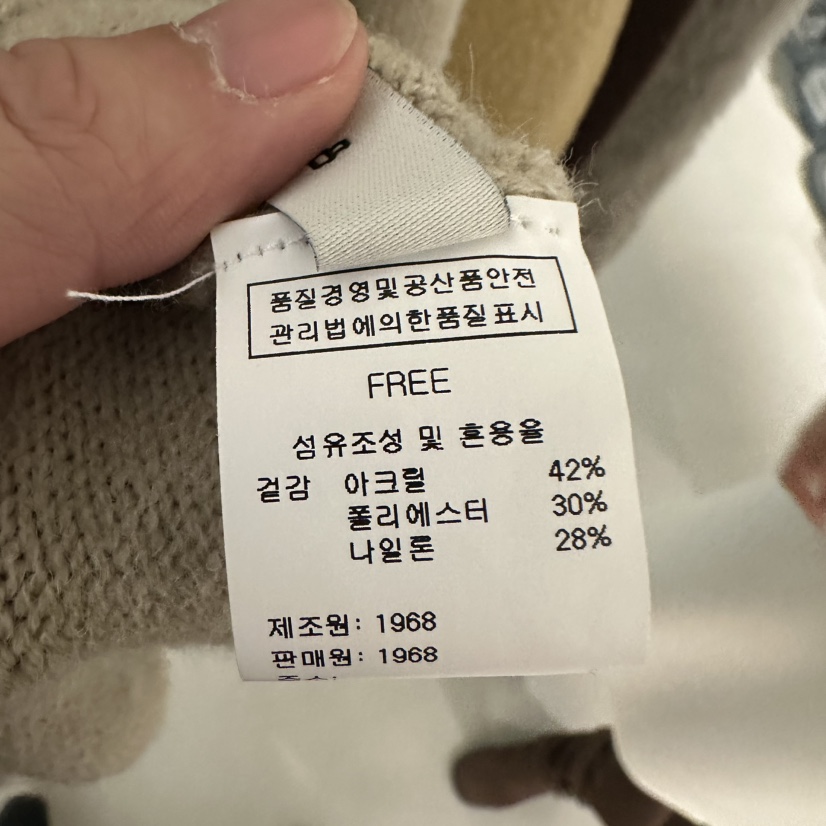 품질경영및공산품안전
관리법에의한품질표시
FREE
섬유조성 및 혼용율
겉감 아크릴 42%
폴리에스터 30%
나일론 28%
제조원: 1968
판매원: 1968